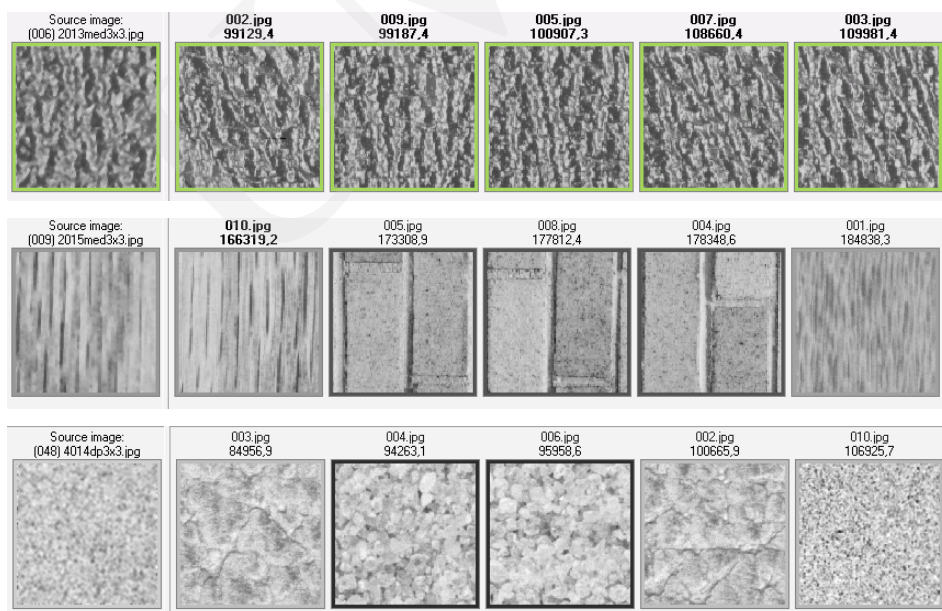 Source image:
(006) 2013med3x3.jpg
002.jpg
99129,4
009.jpg
99187,4
005.jpg
100907,3
007.jpg
108660,4
003.jpg
109981,4
Source image:
(009) 2015med3x3.jpg
010.jpg
166319,2
005.jpg
173308,9
008.jpg
177812,4
004.jpg
178348,6
001.jpg
184838,3
Source image:
(048) 4014dp3x3.jpg
003.jpg
84956,9
004.jpg
94263,1
006.jpg
95958,6
002.jpg
100665,9
010.jpg
106925,7